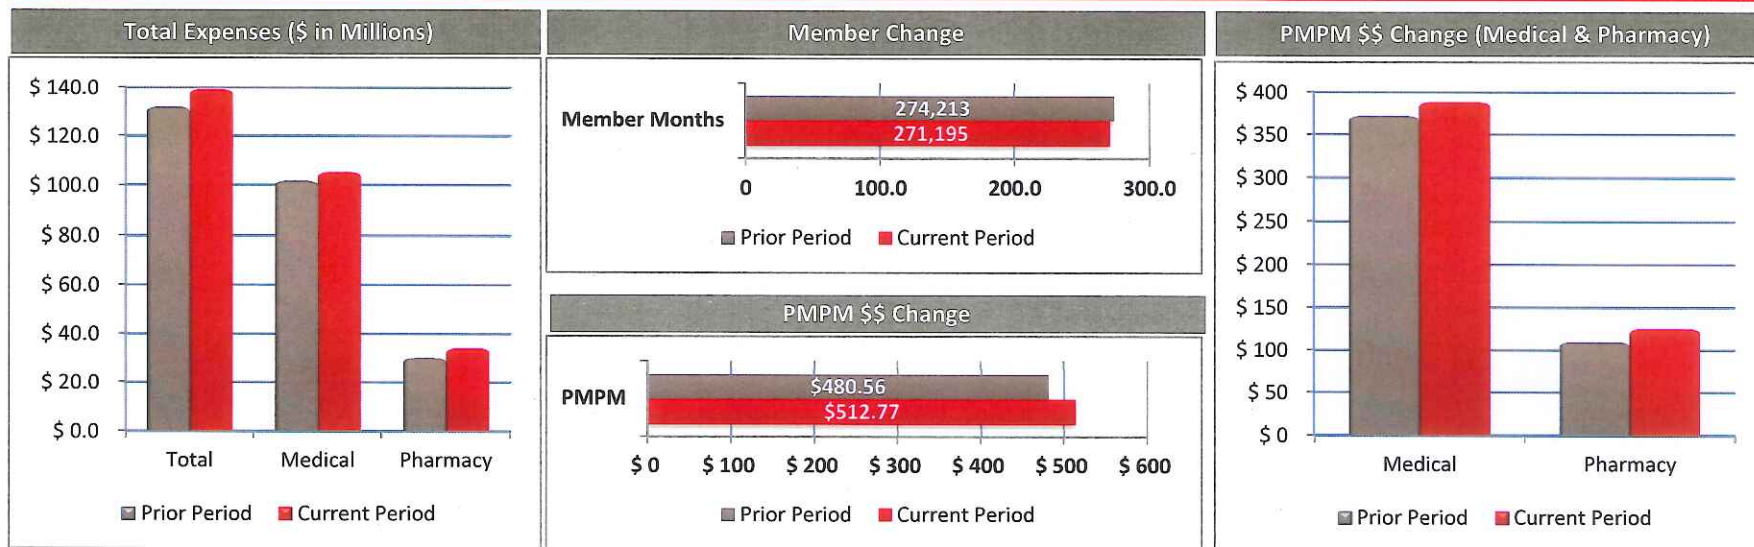 Total Expenses ($ in Millions)
$ 140.0
$ 120.0
$ 100.0
$ 80.0
$ 60.0
$ 40.0
$ 20.0
$ 0.0
Total Medical Pharmacy
Prior Period Current Period
Member Change
Member Months
274,213
271,195
0 100.0 200.0 300.0
Prior Period Current Period
PMPM $$ Change
PMPM
$480.56
$512.77
$ 0 $ 100 $ 200 $ 300 $ 400 $ 500 $ 600
Prior Period Current Period
PMPM $$ Change (Medical & Pharmacy)
$ 400
$ 350
$ 300
$ 250
$ 200
$ 150
$ 100
$ 50
$ 0
Medical Pharmacy
Prior Period Current Period